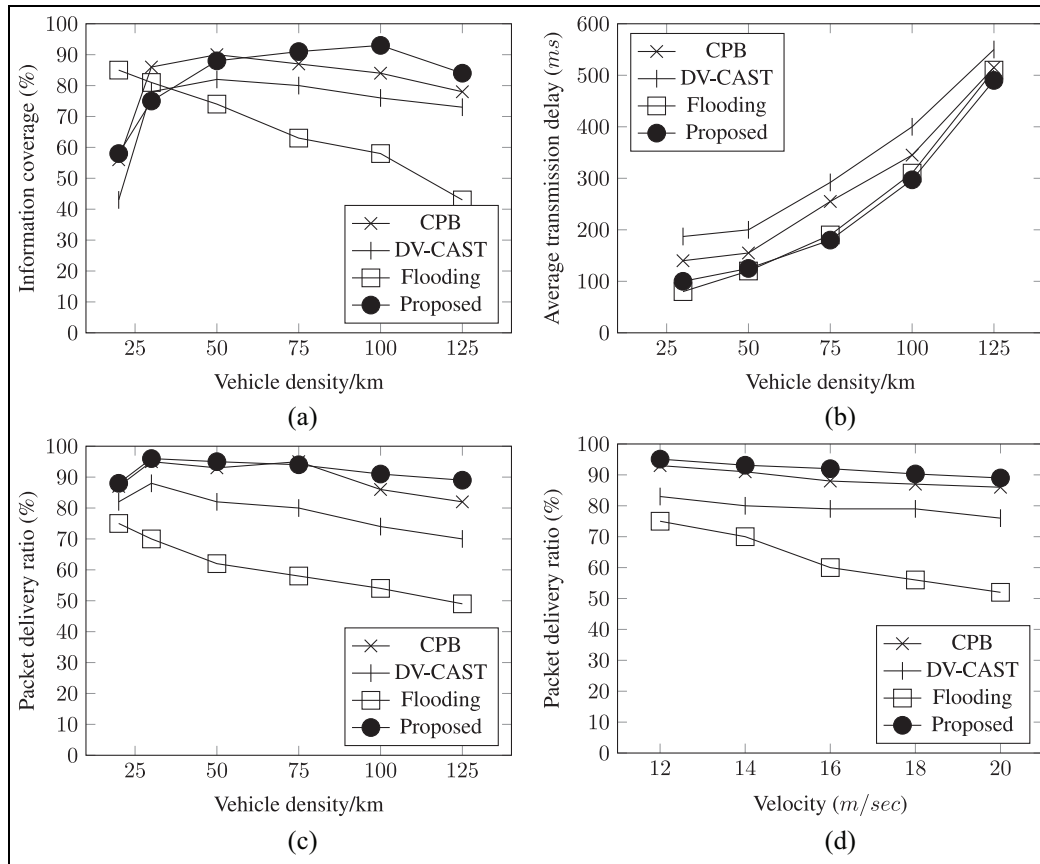 100
90
80
70
60
50
40
30
20
10
0
Information coverage (%)
25 50 75 100 125
Vehicle density/km
CPB
DV-CAST
Flooding
Proposed
(a)
600
500
400
300
200
100
0
Average transmission delay (ms)
25 50 75 100 125
Vehicle density/km
CPB
DV-CAST
Flooding
Proposed
(b)
100
90
80
70
60
50
40
30
20
10
0
Packet delivery ratio (%)
25 50 75 100 125
Vehicle density/km
CPB
DV-CAST
Flooding
Proposed
(c)
100
90
80
70
60
50
40
30
20
10
0
Packet delivery ratio (%)
12 14 16 18 20
Velocity (m/sec)
CPB
DV-CAST
Flooding
Proposed
(d)